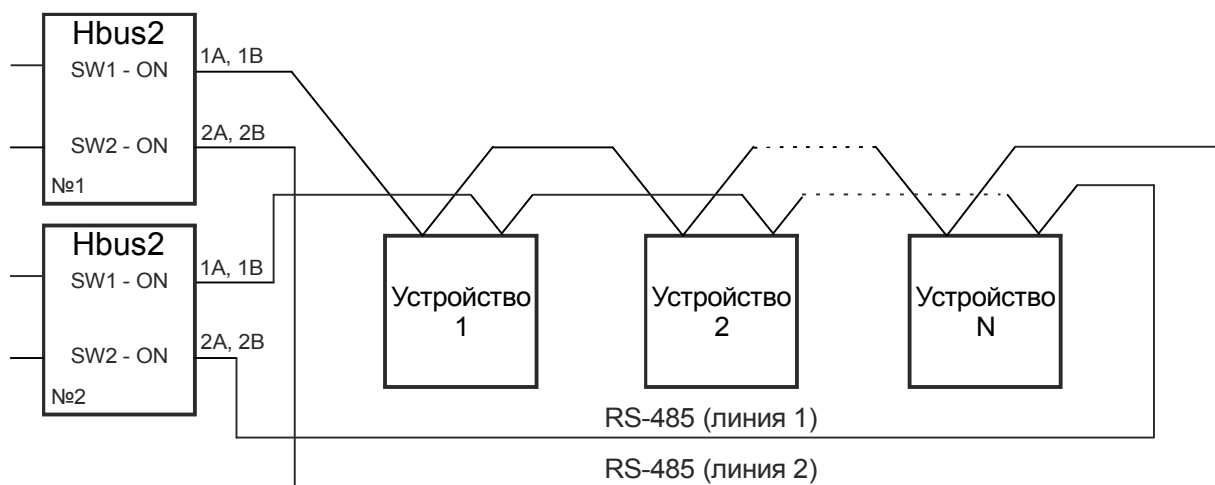 Hbus2
SW1 - ON
1A, 1B
SW2 - ON
2A, 2B
№1
Hbus2
SW1 - ON
1A, 1B
SW2 - ON
2A, 2B
№2
Устройство
1
Устройство
2
Устройство
N
RS-485 (линия 1)
RS-485 (линия 2)